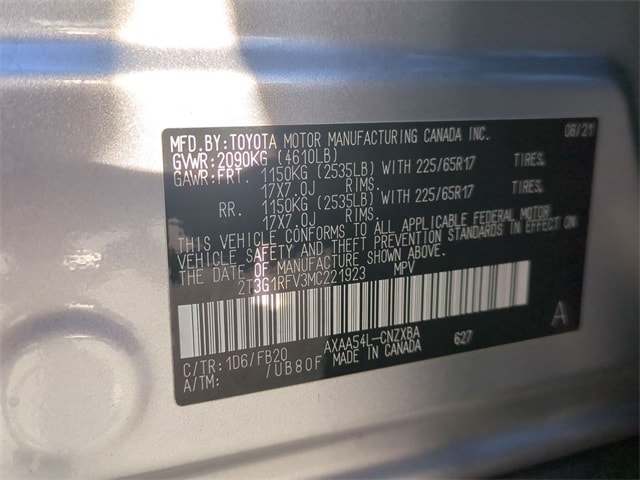 MFD.BY:TOYOTA MOTOR MANUFACTURING CANADA INC. 06/21
GVWR:2090KG (4610LB)
GAWR:FRT. 1150KG (2535LB) WITH 225/65R17 TIRES,
17X7.0J RIMS.
RR. 1150KG (2535LB) WITH 225/65R17 TIRES,
17X7.0J RIMS.
THIS VEHICLE CONFORMS TO ALL APPLICABLE FEDERAL MOTOR
VEHICLE SAFETY AND THEFT PREVENTION STANDARDS IN EFFECT ON
THE DATE OF MANUFACTURE SHOWN ABOVE.
2T3G1RFV3MC221923 MPV
C/TR:1D6/FB20 AXAA54L-CNZXBA 627 A
A/TM: /UB80F MADE IN CANADA